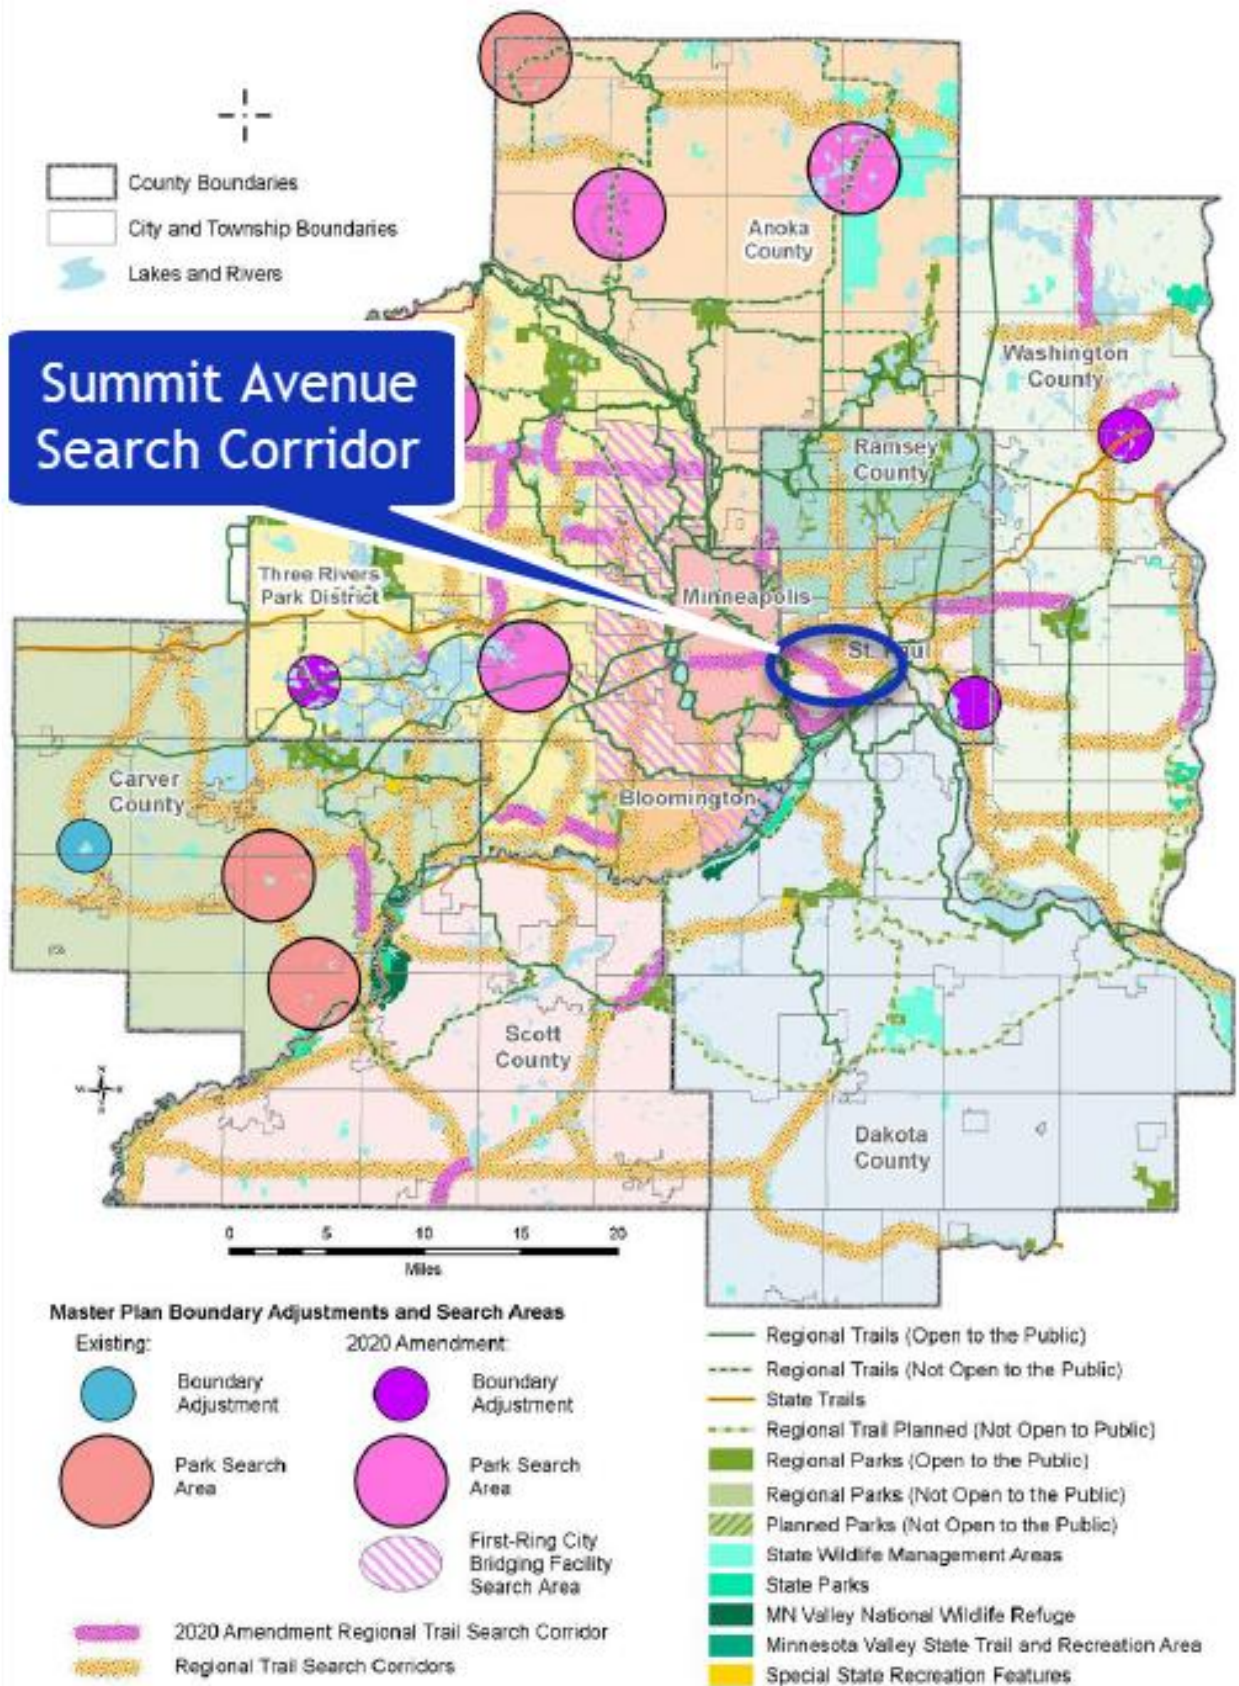 County Boundaries
City and Township Boundaries
Lakes and Rivers
Summit Avenue
Search Corridor
Anoka
County
Washington
County
Ramsey
County
Three Rivers
Park District
Minneapolis
St. Paul
Carver
County
Bloomington
Scott
County
Dakota
County
0 5 10 15 20
Miles
Master Plan Boundary Adjustments and Search Areas
Existing:
Boundary
Adjustment
Park Search
Area
2020 Amendment:
Boundary
Adjustment
Park Search
Area
First-Ring City
Bridging Facility
Search Area
2020 Amendment Regional Trail Search Corridor
Regional Trail Search Corridors
Regional Trails (Open to the Public)
Regional Trails (Not Open to the Public)
State Trails
Regional Trail Planned (Not Open to Public)
Regional Parks (Open to the Public)
Regional Parks (Not Open to the Public)
Planned Parks (Not Open to the Public)
State Wildlife Management Areas
State Parks
MN Valley National Wildlife Refuge
Minnesota Valley State Trail and Recreation Area
Special State Recreation Features